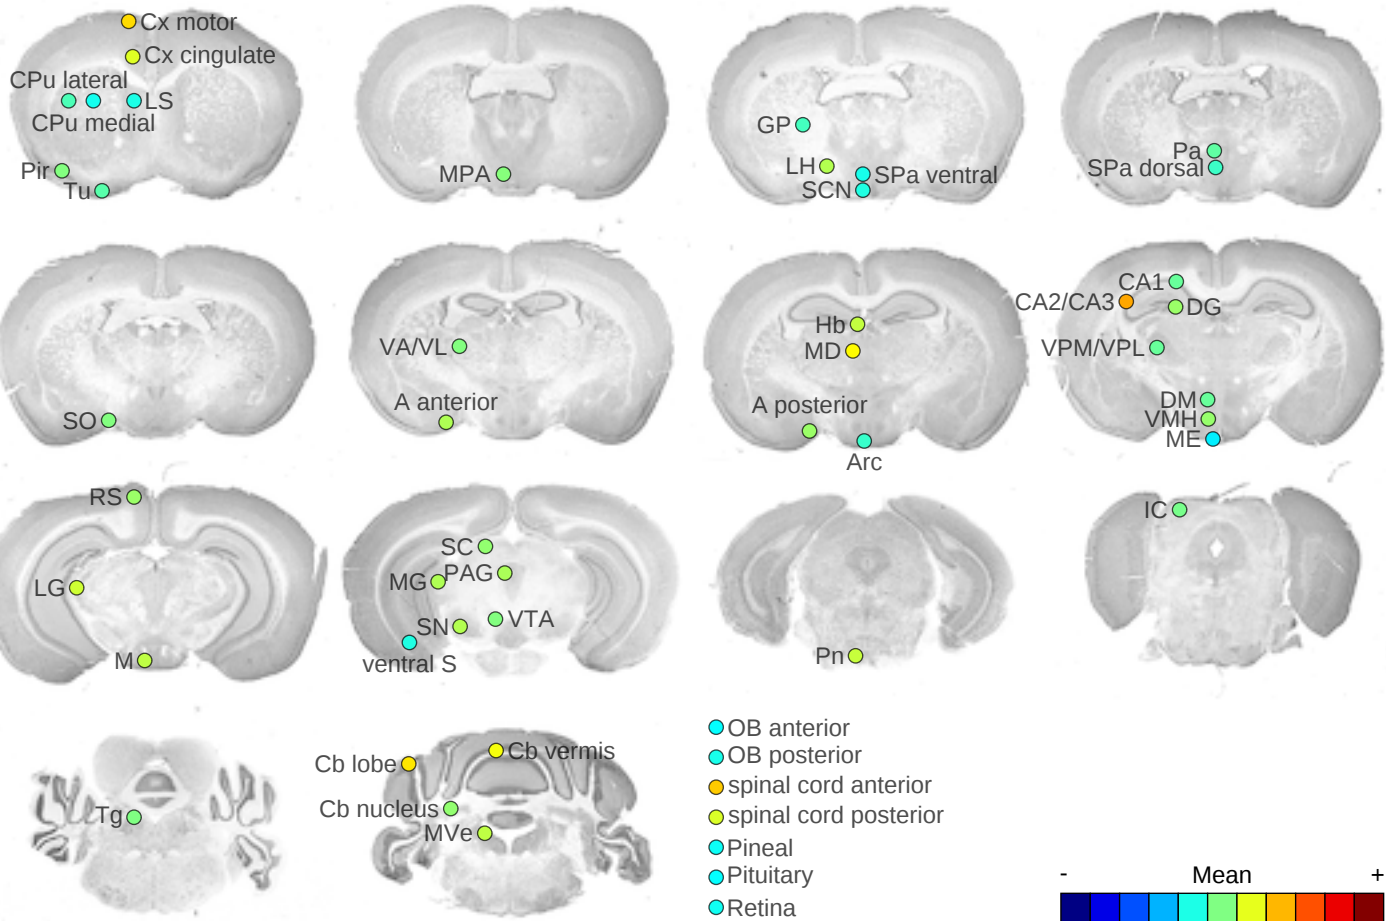 Cx motor
Cx cingulate
CPu lateral
LS
CPu medial
Pir
Tu
MPA
GP
LH
SPa ventral
SCN
Pa
SPa dorsal
SO
VA/VL
A anterior
Hb
MD
A posterior
Arc
CA1
CA2/CA3
DG
VPM/VPL
DM
VMH
ME
RS
LG
M
SC
PAG
MG
VTA
SN
ventral S
Pn
IC
Tg
Cb lobe
Cb vermis
Cb nucleus
MVe
OB anterior
OB posterior
spinal cord anterior
spinal cord posterior
Pineal
Pituitary
Retina
- Mean +